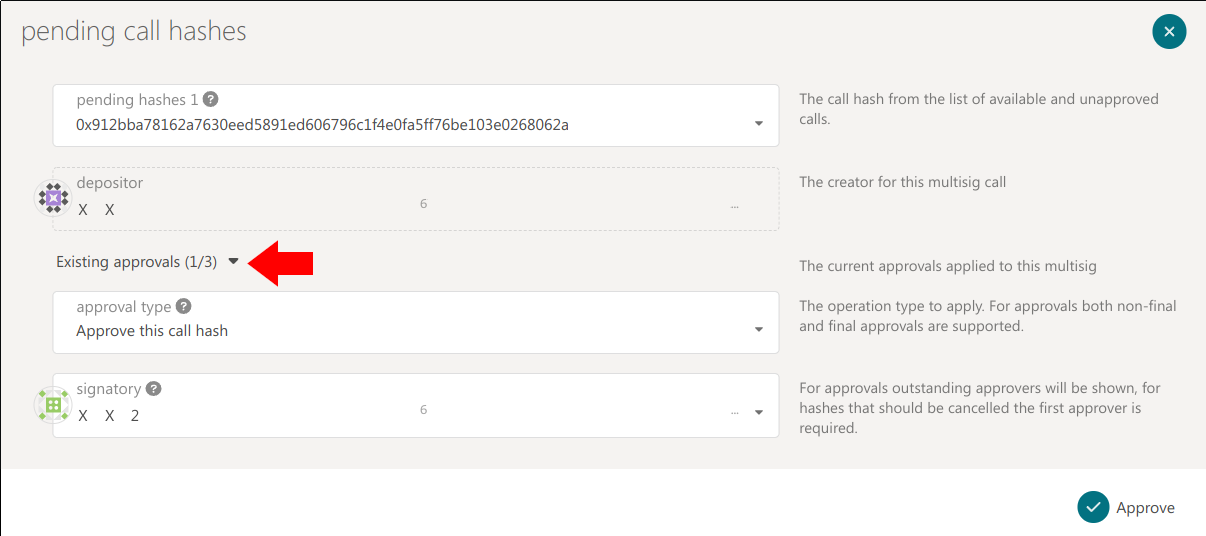 pending call hashes
pending hashes 1
0x912bba78162a7630eed5891ed606796c1f4e0fa5ff76be103e0268062a
The call hash from the list of available and unapproved
calls.
depositor
X X 6 ...
The creator for this multisig call
Existing approvals (1/3)
The current approvals applied to this multisig
approval type
Approve this call hash
The operation type to apply. For approvals both non-final
and final approvals are supported.
signatory
X X 2 6 ...
For approvals outstanding approvers will be shown, for
hashes that should be cancelled the first approver is
required.
Approve